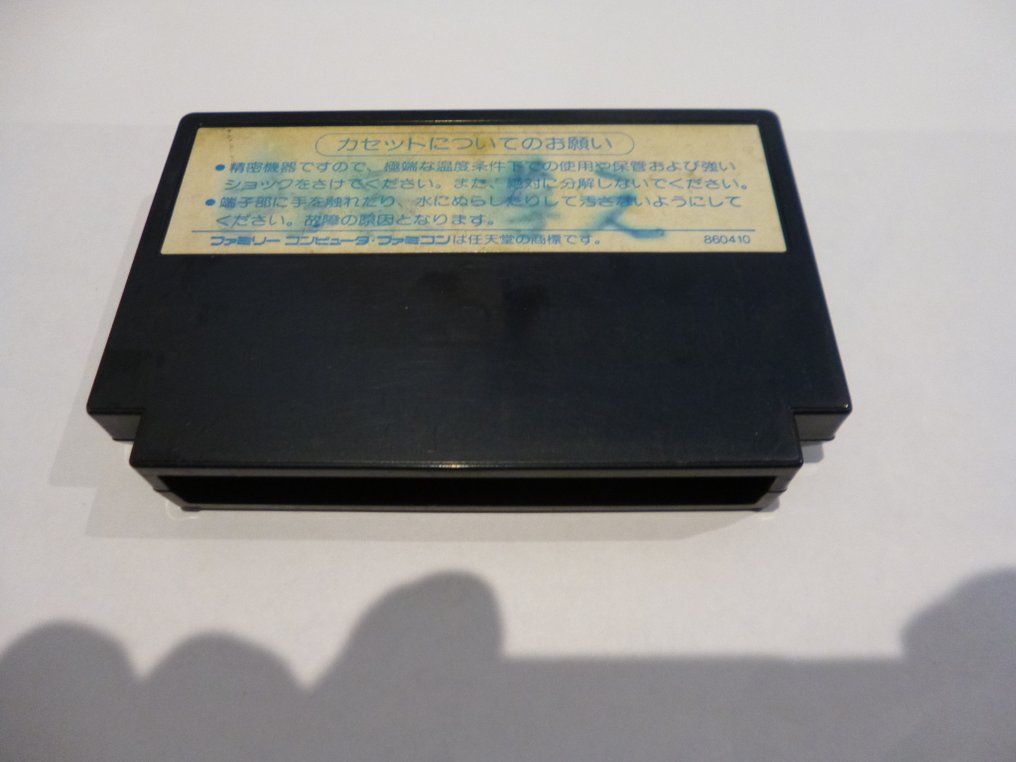 カセットについてのお願い
●精密機器ですので、極端な温度条件下での使用や保管および強い
ショックをさけてください。また、絶対に分解しないでください。
●端子部に手を触れたり、水にぬらしたりして汚さないようにして
ください。故障の原因となります。
ファミリー コンピュータ・ファミコンは任天堂の商標です。 860410